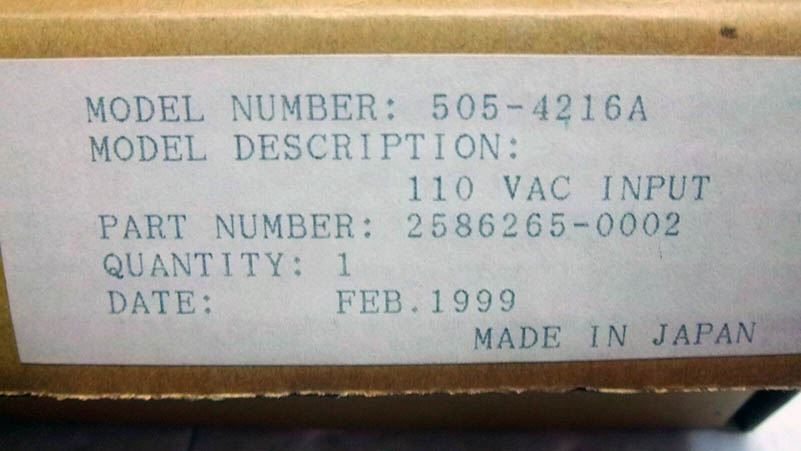 MODEL NUMBER: 505-4216A
MODEL DESCRIPTION:
110 VAC INPUT
PART NUMBER: 2586265-0002
QUANTITY: 1
DATE: FEB.1999
MADE IN JAPAN